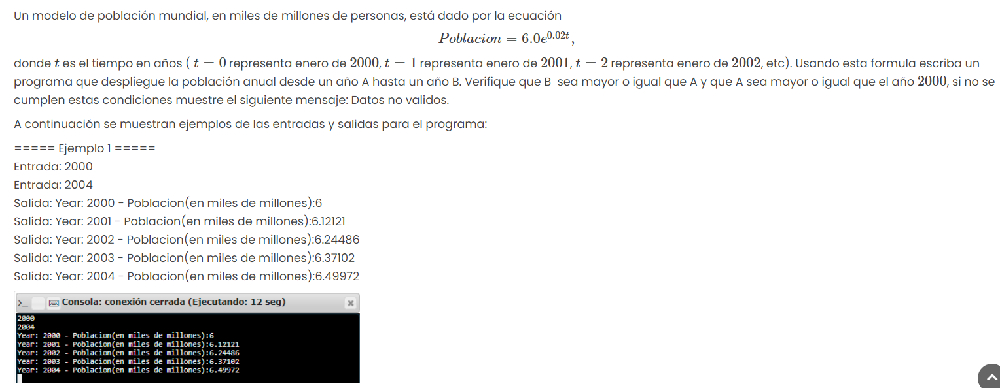 Un modelo de población mundial, en miles de millones de personas, está dado por la ecuación
Poblacion = 6.0e^{0.02t},
donde t es el tiempo en años ( t = 0 representa enero de 2000, t = 1 representa enero de 2001, t = 2 representa enero de 2002, etc). Usando esta formula escriba un
programa que despliegue la población anual desde un año A hasta un año B. Verifique que B sea mayor o igual que A y que A sea mayor o igual que el año 2000, si no se
cumplen estas condiciones muestre el siguiente mensaje: Datos no validos.
A continuación se muestran ejemplos de las entradas y salidas para el programa:
===== Ejemplo 1 =====
Entrada: 2000
Entrada: 2004
Salida: Year: 2000 - Poblacion(en miles de millones):6
Salida: Year: 2001 - Poblacion(en miles de millones):6.12121
Salida: Year: 2002 - Poblacion(en miles de millones):6.24486
Salida: Year: 2003 - Poblacion(en miles de millones):6.37102
Salida: Year: 2004 - Poblacion(en miles de millones):6.49972
>_ Consola: conexión cerrada (Ejecutando: 12 seg)
2000
2004
Year: 2000 - Poblacion(en miles de millones):6
Year: 2001 - Poblacion(en miles de millones):6.12121
Year: 2002 - Poblacion(en miles de millones):6.24486
Year: 2003 - Poblacion(en miles de millones):6.37102
Year: 2004 - Poblacion(en miles de millones):6.49972